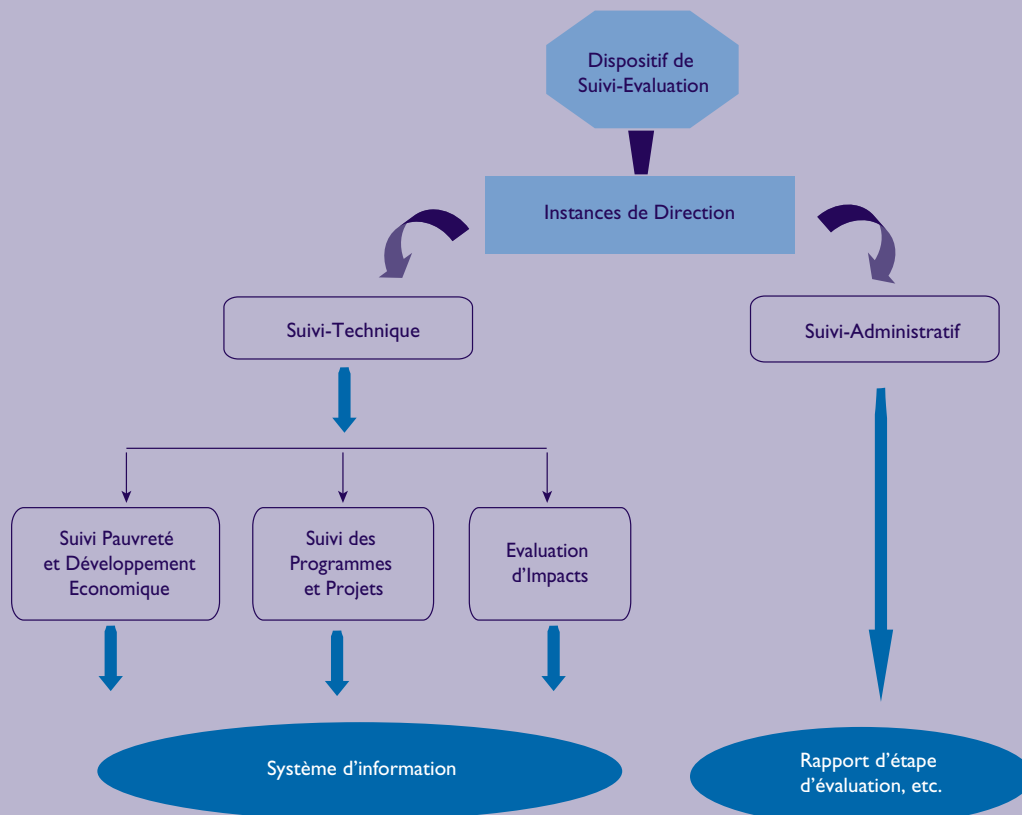 Dispositif de
Suivi-Evaluation
Instances de Direction
Suivi-Technique
Suivi-Administratif
Suivi Pauvreté
et Développement
Economique
Suivi des
Programmes
et Projets
Evaluation
d’Impacts
Système d’information
Rapport d’étape
d’évaluation, etc.